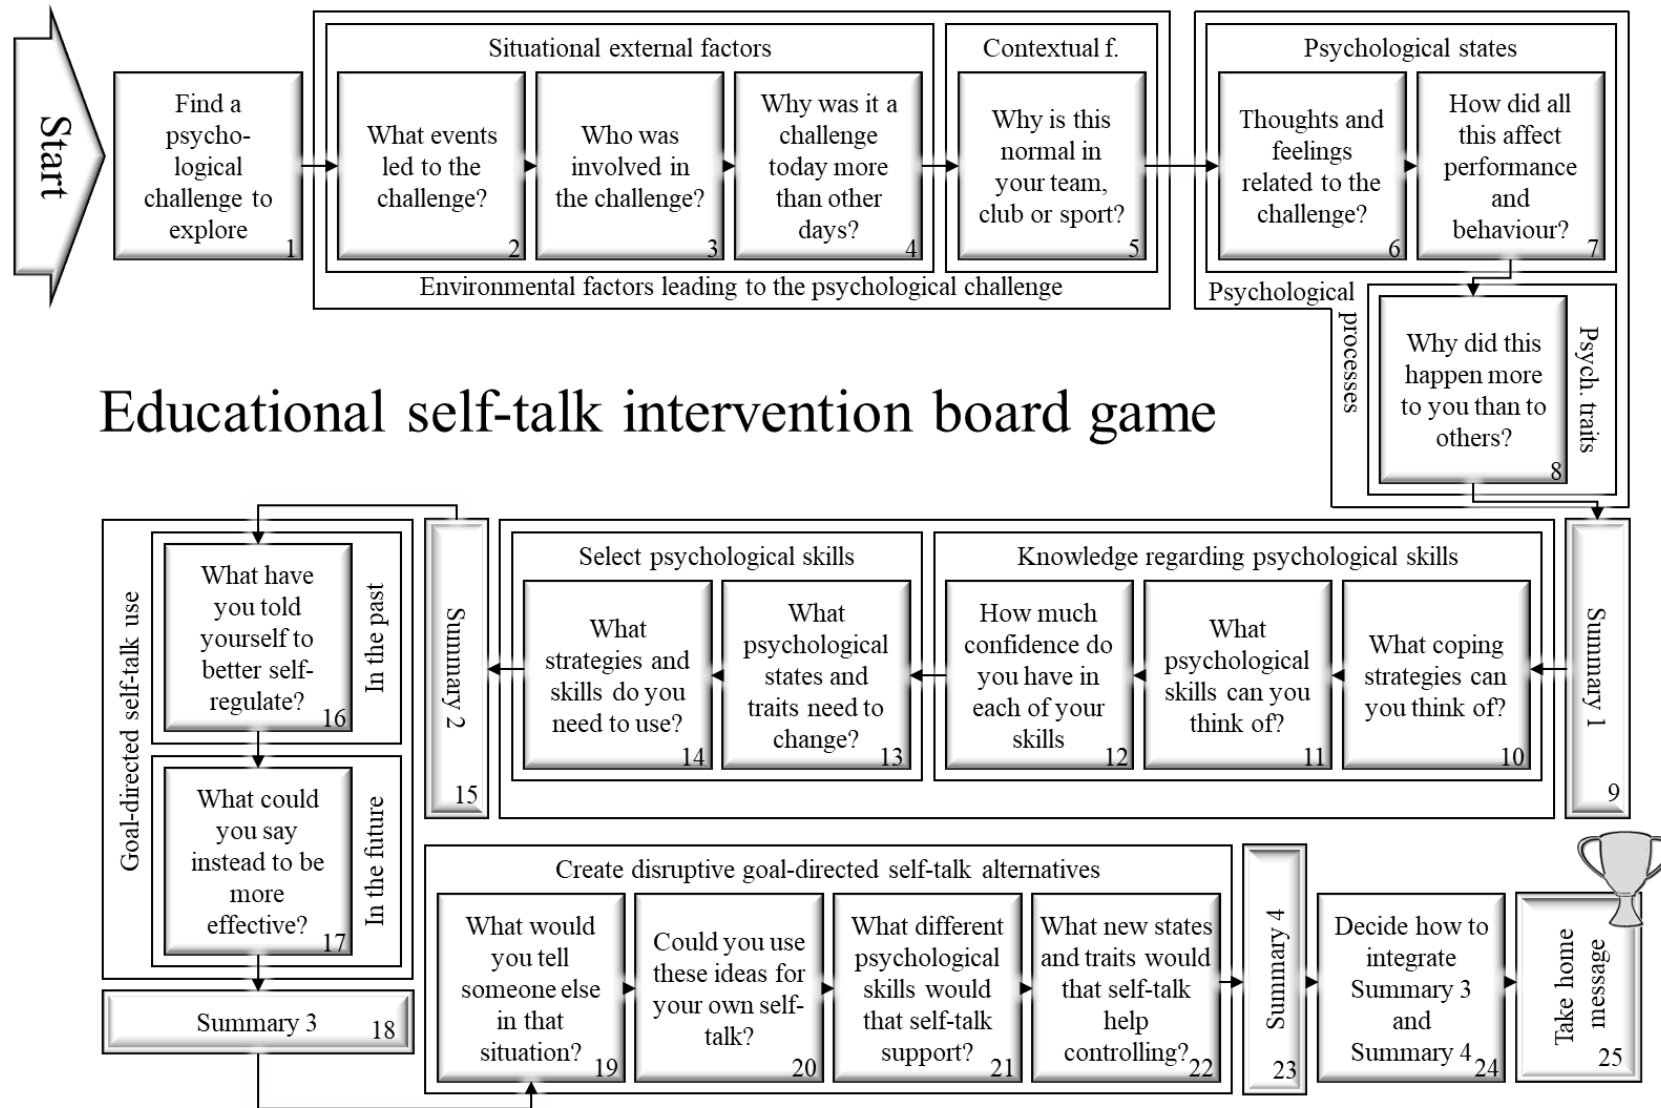 Start
Find a
psycho-
logical
challenge to
explore
1
Situational external factors
What events
led to the
challenge?
2
Who was
involved in
the challenge?
3
Why was it a
challenge
today more
than other
days?
4
Contextual f.
Why is this
normal in
your team,
club or sport?
5
Environmental factors leading to the psychological challenge
Psychological states
Thoughts and
feelings
related to the
challenge?
6
How did all
this affect
performance
and
behaviour?
7
Psychological
processes
Why did this
happen more
to you than to
others?
8
Psych. traits
Educational self-talk intervention board game
Summary 1
9
Knowledge regarding psychological skills
What coping
strategies can
you think of?
10
What
psychological
skills can you
think of?
11
How much
confidence do
you have in
each of your
skills
12
Select psychological skills
What
psychological
states and
traits need to
change?
13
What
strategies and
skills do you
need to use?
14
Summary 2
15
Goal-directed self-talk use
What have
you told
yourself to
better self-
regulate?
16
In the past
What could
you say
instead to be
more
effective?
17
In the future
Summary 3
18
Create disruptive goal-directed self-talk alternatives
What would
you tell
someone else
in that
situation?
19
Could you use
these ideas for
your own self-
talk?
20
What different
psychological
skills would
that self-talk
support?
21
What new states
and traits would
that self-talk
help
controlling?
22
Summary 4
23
Decide how to
integrate
Summary 3
and
Summary 4
24
Take home
message
25